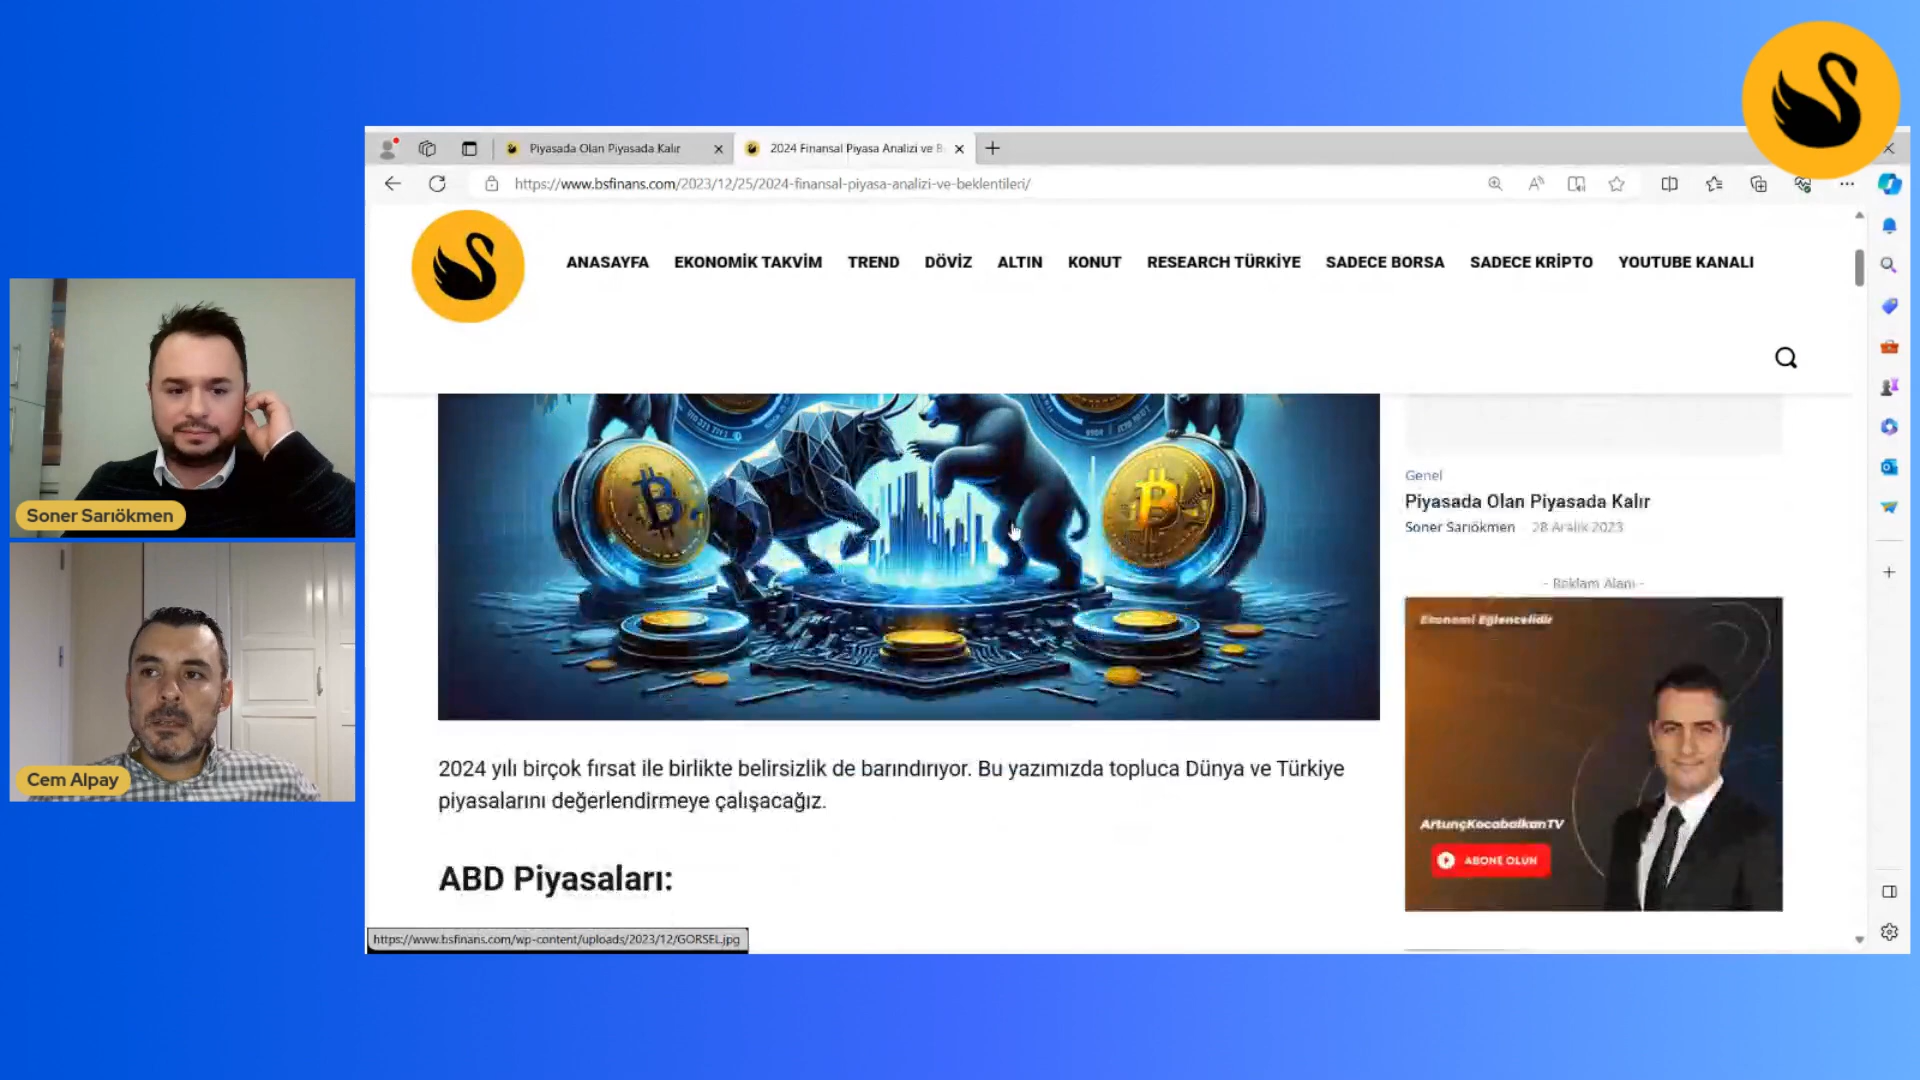 Piyasada Olan Piyasada Kalır
2024 Finansal Piyasa Analizi ve B
https://www.bsfinans.com/2023/12/25/2024-finansal-piyasa-analizi-ve-beklentileri/
ANASAYFA EKONOMİK TAKVİM TREND DÖVİZ ALTIN KONUT RESEARCH TÜRKİYE SADECE BORSA SADECE KRİPTO YOUTUBE KANALI
Soner Sarıökmen
Cem Alpay
2024 yılı birçok fırsat ile birlikte belirsizlik de barındırıyor. Bu yazımızda topluca Dünya ve Türkiye
piyasalarını değerlendirmeye çalışacağız.
ABD Piyasaları:
https://www.bsfinans.com/wp-content/uploads/2023/12/GORSEL.jpg
Genel
Piyasada Olan Piyasada Kalır
Soner Sarıökmen 28 Aralık 2023
- Reklam Alanı -
Ekonomi Eğlencelidir
ArtunçKocabalkanTV
ABONE OLUN